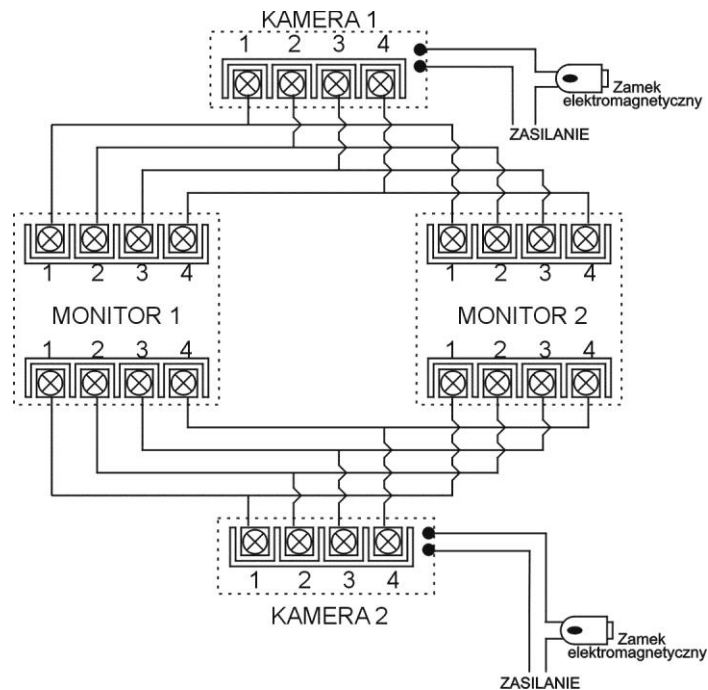 KAMERA 1
1 2 3 4
Zamek
elektromagnetyczny
ZASILANIE
1 2 3 4
1 2 3 4
MONITOR 1
MONITOR 2
1 2 3 4
1 2 3 4
1 2 3 4
KAMERA 2
Zamek
elektromagnetyczny
ZASILANIE